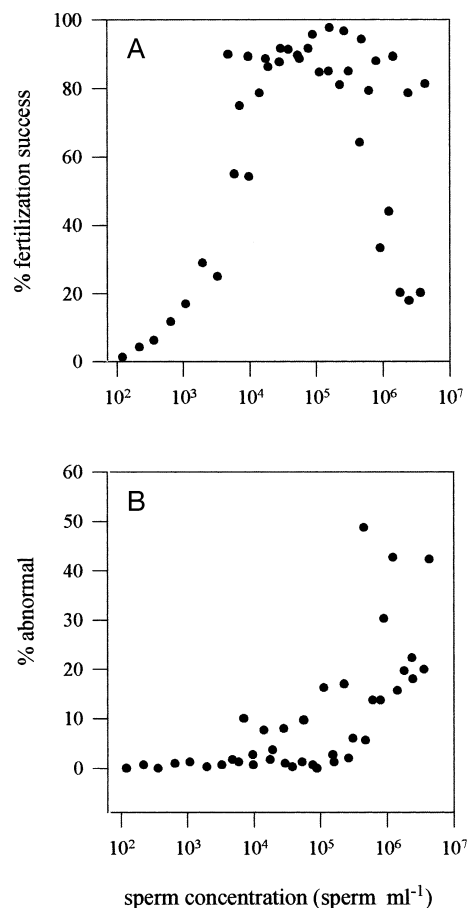 A
% fertilization success
100
80
60
40
20
0
10² 10³ 10⁴ 10⁵ 10⁶ 10⁷
B
% abnormal
60
50
40
30
20
10
0
10² 10³ 10⁴ 10⁵ 10⁶ 10⁷
sperm concentration (sperm ml⁻¹)